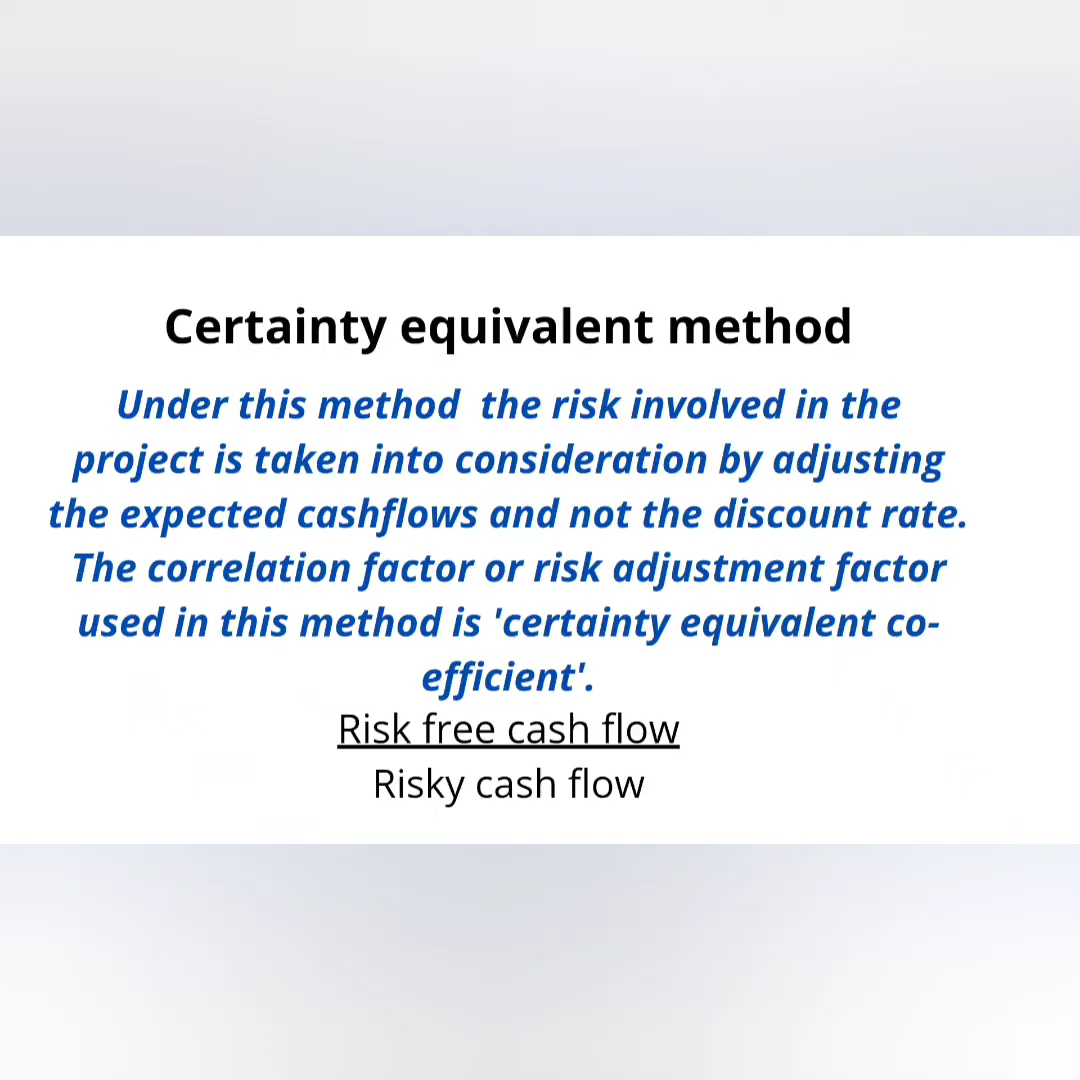 Certainty equivalent method
Under this method  the risk involved in the
project is taken into consideration by adjusting
the expected cashflows and not the discount rate.
The correlation factor or risk adjustment factor
used in this method is 'certainty equivalent co-
efficient'.
Risk free cash flow
Risky cash flow